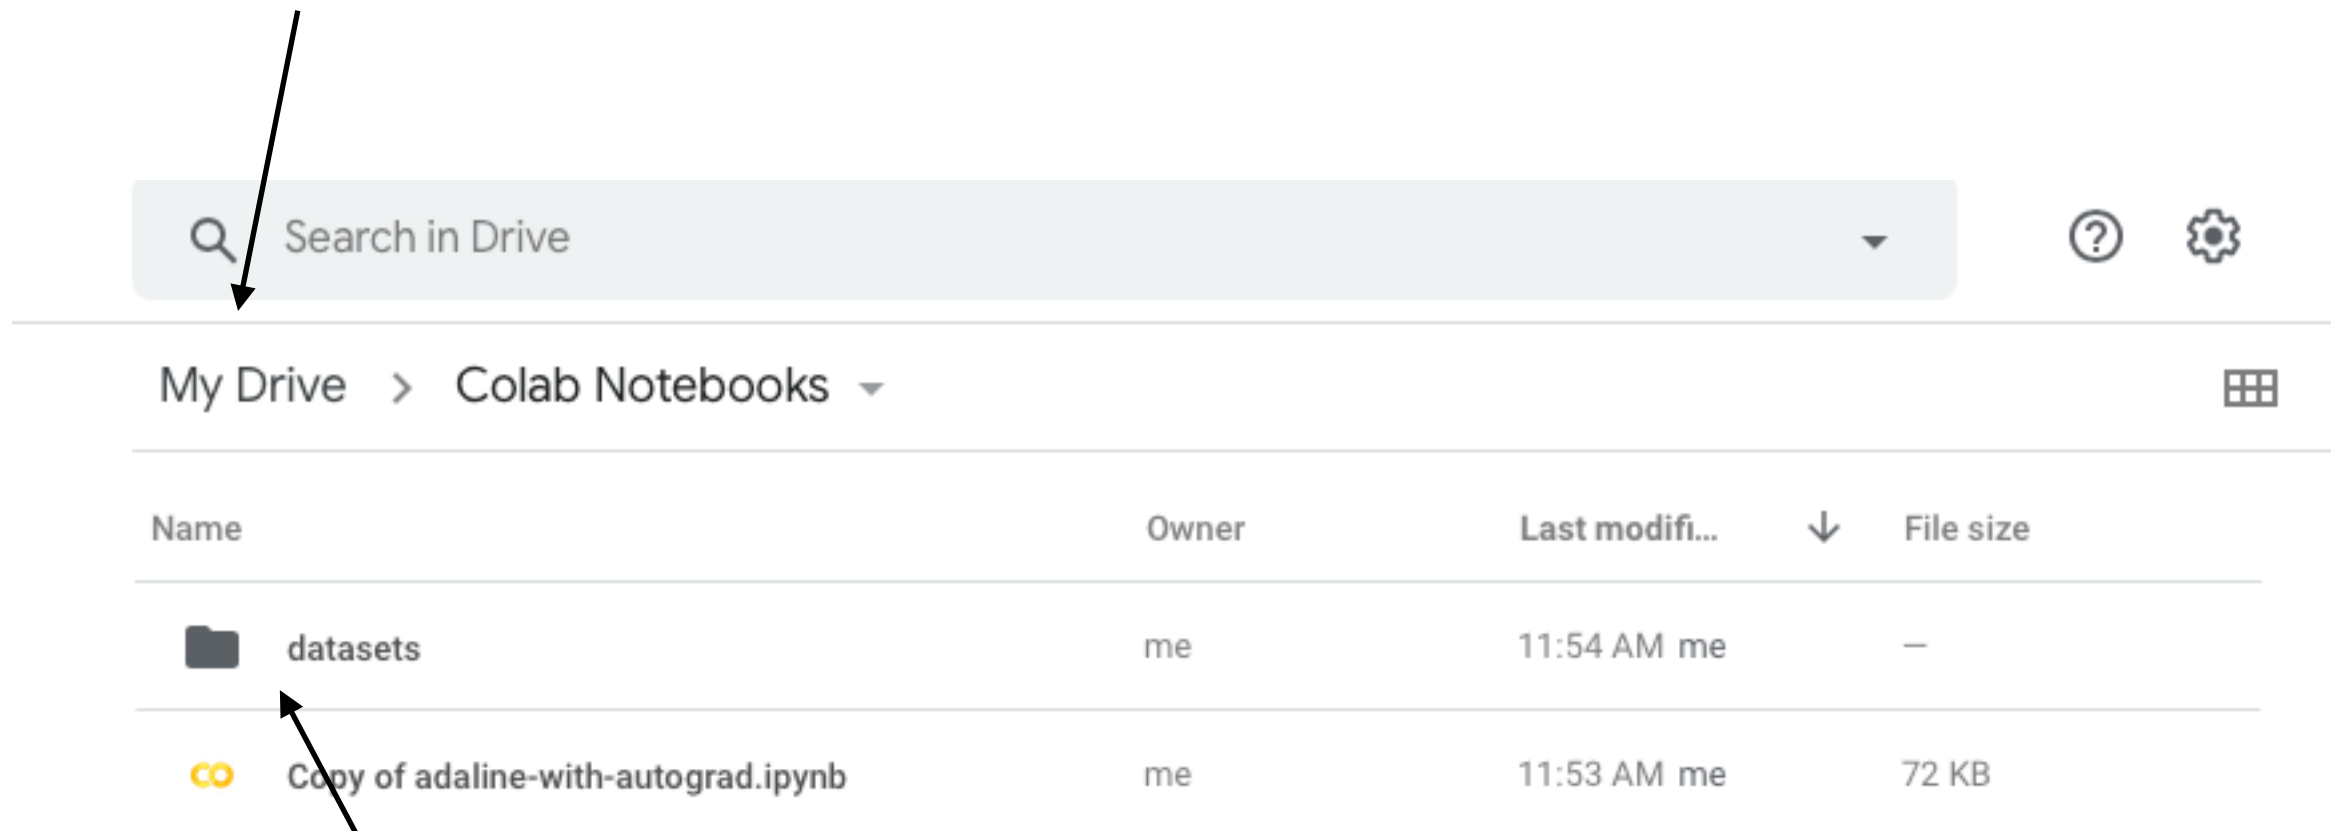 Search in Drive
My Drive > Colab Notebooks
Name Owner Last modifi... File size
datasets me 11:54 AM me —
Copy of adaline-with-autograd.ipynb me 11:53 AM me 72 KB